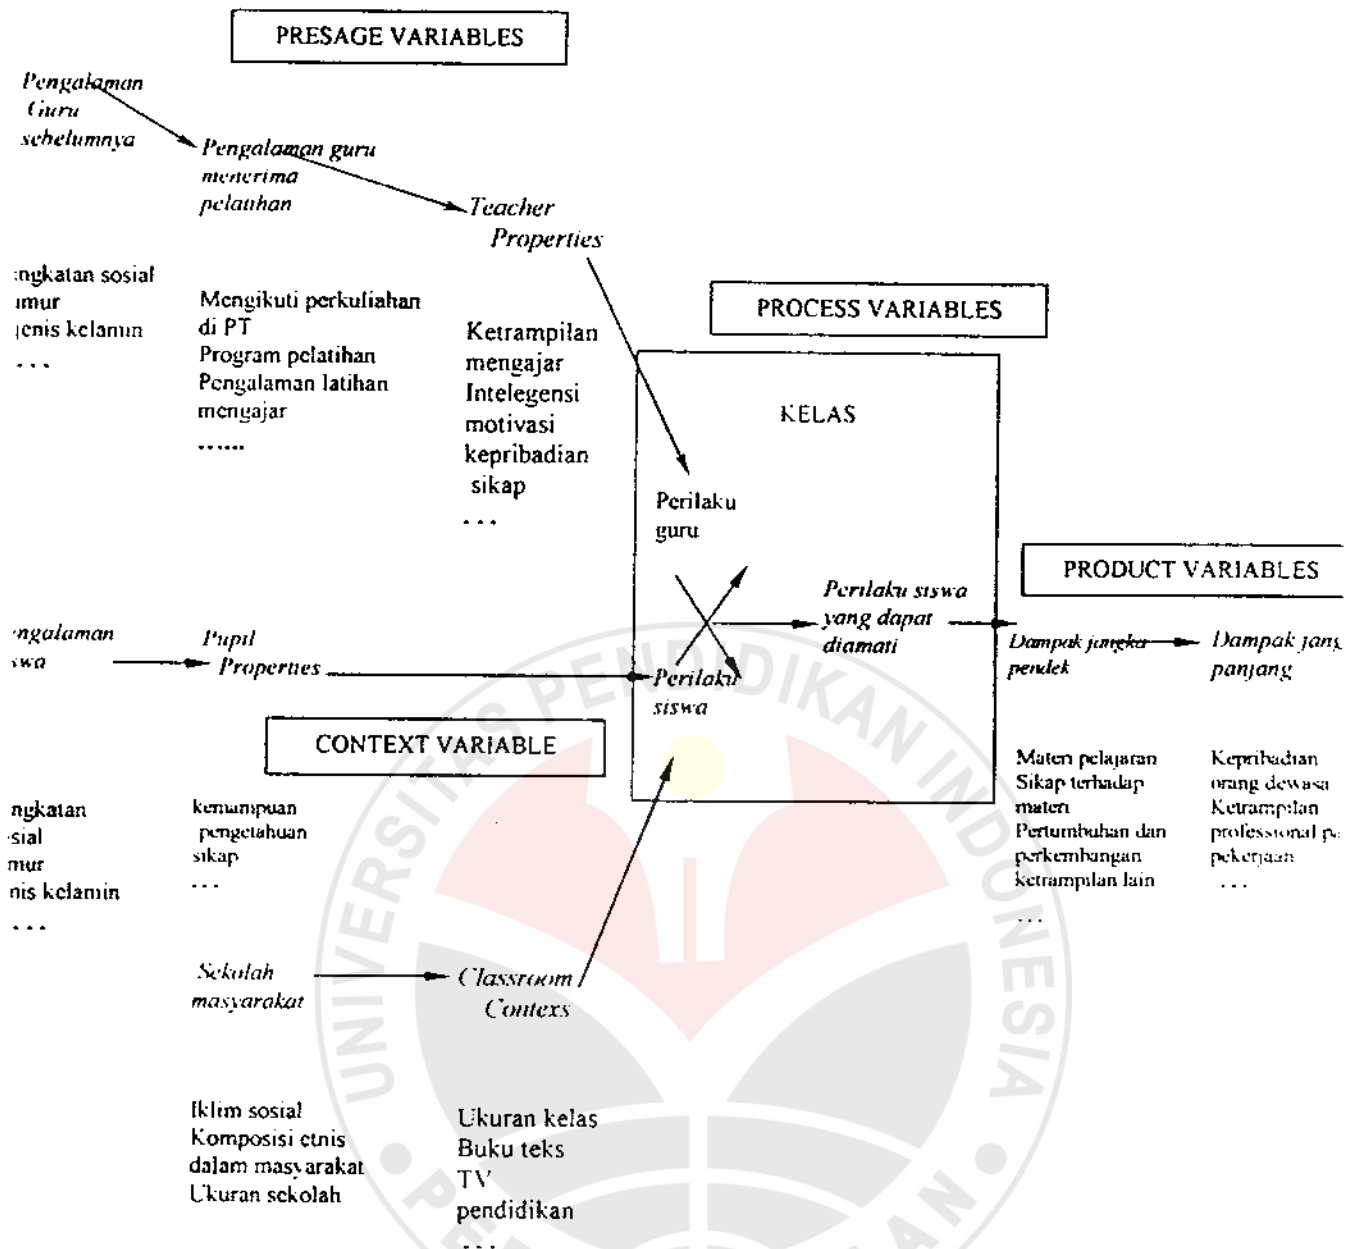 PRESAGE VARIABLES
Pengalaman
Guru
sebelumnya
Pengalaman guru
menerima
pelatihan
Teacher
Properties
ngkatan sosial
mur
jenis kelamin
. . .
Mengikuti perkuliahan
di PT
Program pelatihan
Pengalaman latihan
mengajar
......
Ketrampilan
mengajar
Intelegensi
motivasi
kepribadian
sikap
. . .
PROCESS VARIABLES
KELAS
Perilaku
guru
Perilaku siswa
yang dapat
diamati
Perilaku
siswa
PRODUCT VARIABLES
Dampak jangka
pendek
Dampak jang
panjang
ngalaman
swa
Pupil
Properties
CONTEXT VARIABLE
ngkatan
sial
mur
nis kelamin
. . .
kemampuan
pengetahuan
sikap
. . .
Materi pelajaran
Sikap terhadap
materi
Pertumbuhan dan
perkembangan
ketrampilan lain
. . .
Kepribadian
orang dewasa
Ketrampilan
professional
pekerjaan
. . .
Sekolah
masyarakat
Classroom
Contexs
Iklim sosial
Komposisi etnis
dalam masyarakat
Ukuran sekolah
Ukuran kelas
Buku teks
TV
pendidikan
. . .
UNIVERSITAS PENDIDIKAN INDONESIA